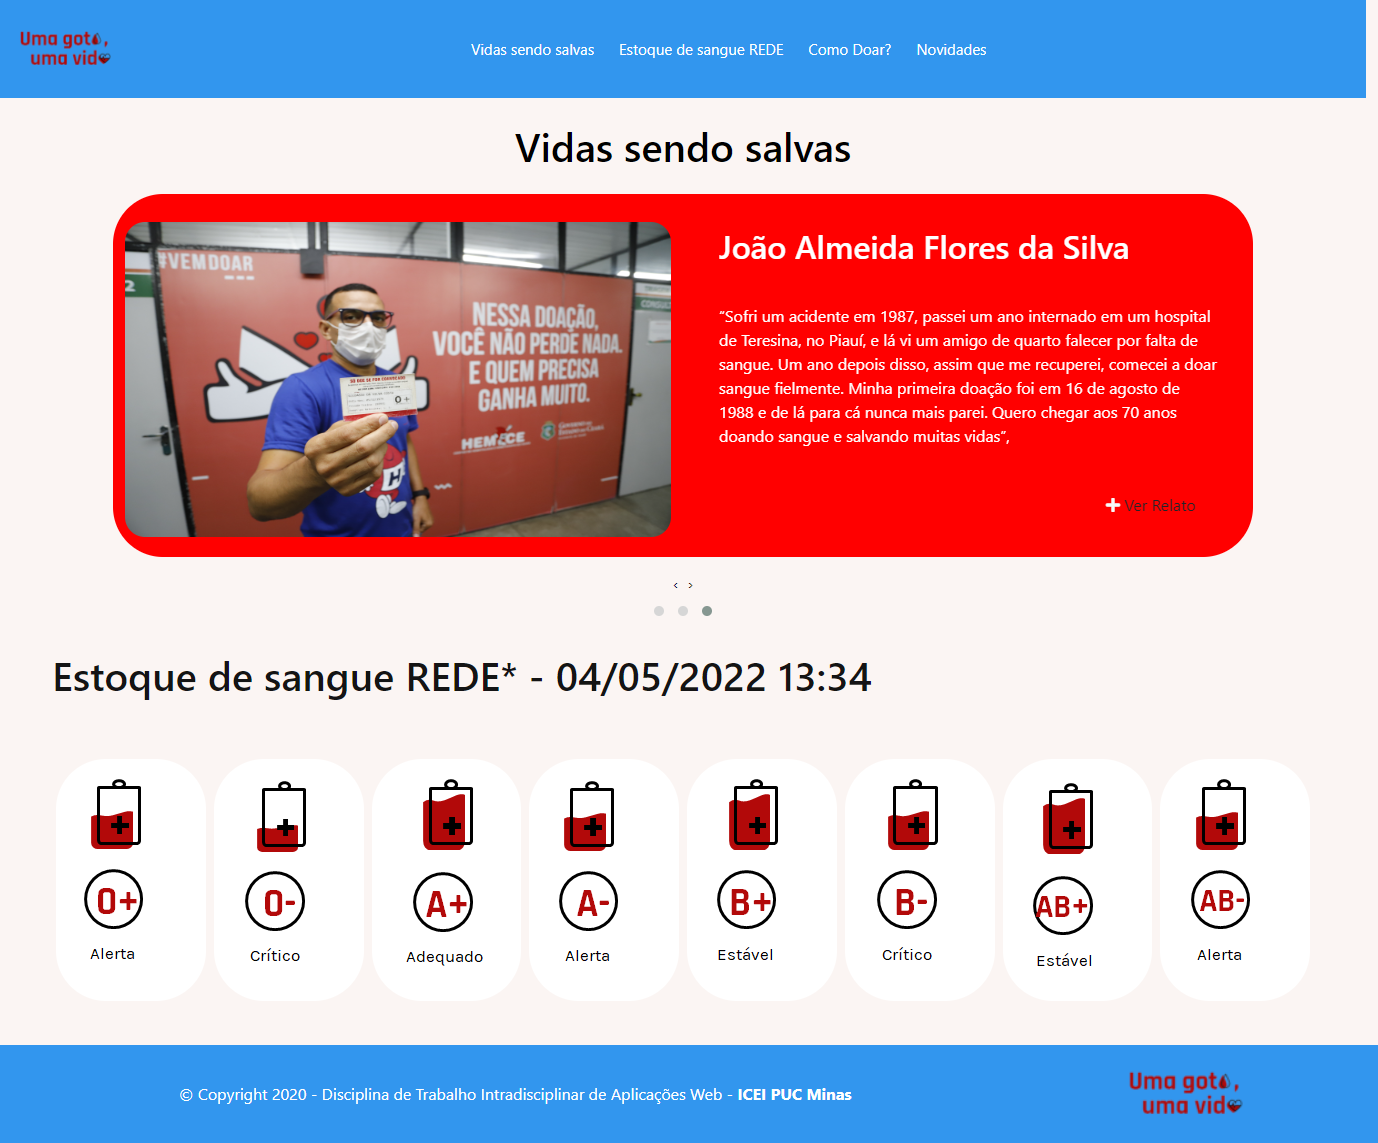 Uma gota,
uma vida
Vidas sendo salvas Estoque de sangue REDE Como Doar? Novidades
Vidas sendo salvas
#VEMDOAR
NESSA DOAÇÃO,
VOCÊ NÃO PERDE NADA.
E QUEM PRECISA
GANHA MUITO.
HEMOCE
O+
H
João Almeida Flores da Silva
“Sofri um acidente em 1987, passei um ano internado em um hospital
de Teresina, no Piauí, e lá vi um amigo de quarto falecer por falta de
sangue. Um ano depois disso, assim que me recuperei, comecei a doar
sangue fielmente. Minha primeira doação foi em 16 de agosto de
1988 e de lá para cá nunca mais parei. Quero chegar aos 70 anos
doando sangue e salvando muitas vidas”,
Ver Relato
‹ ›
Estoque de sangue REDE* - 04/05/2022 13:34
O+ O- A+ A- B+ B- AB+ AB-
Alerta Crítico Adequado Alerta Estável Crítico Estável Alerta
© Copyright 2020 - Disciplina de Trabalho Intradisciplinar de Aplicações Web - ICEI PUC Minas
Uma gota,
uma vida